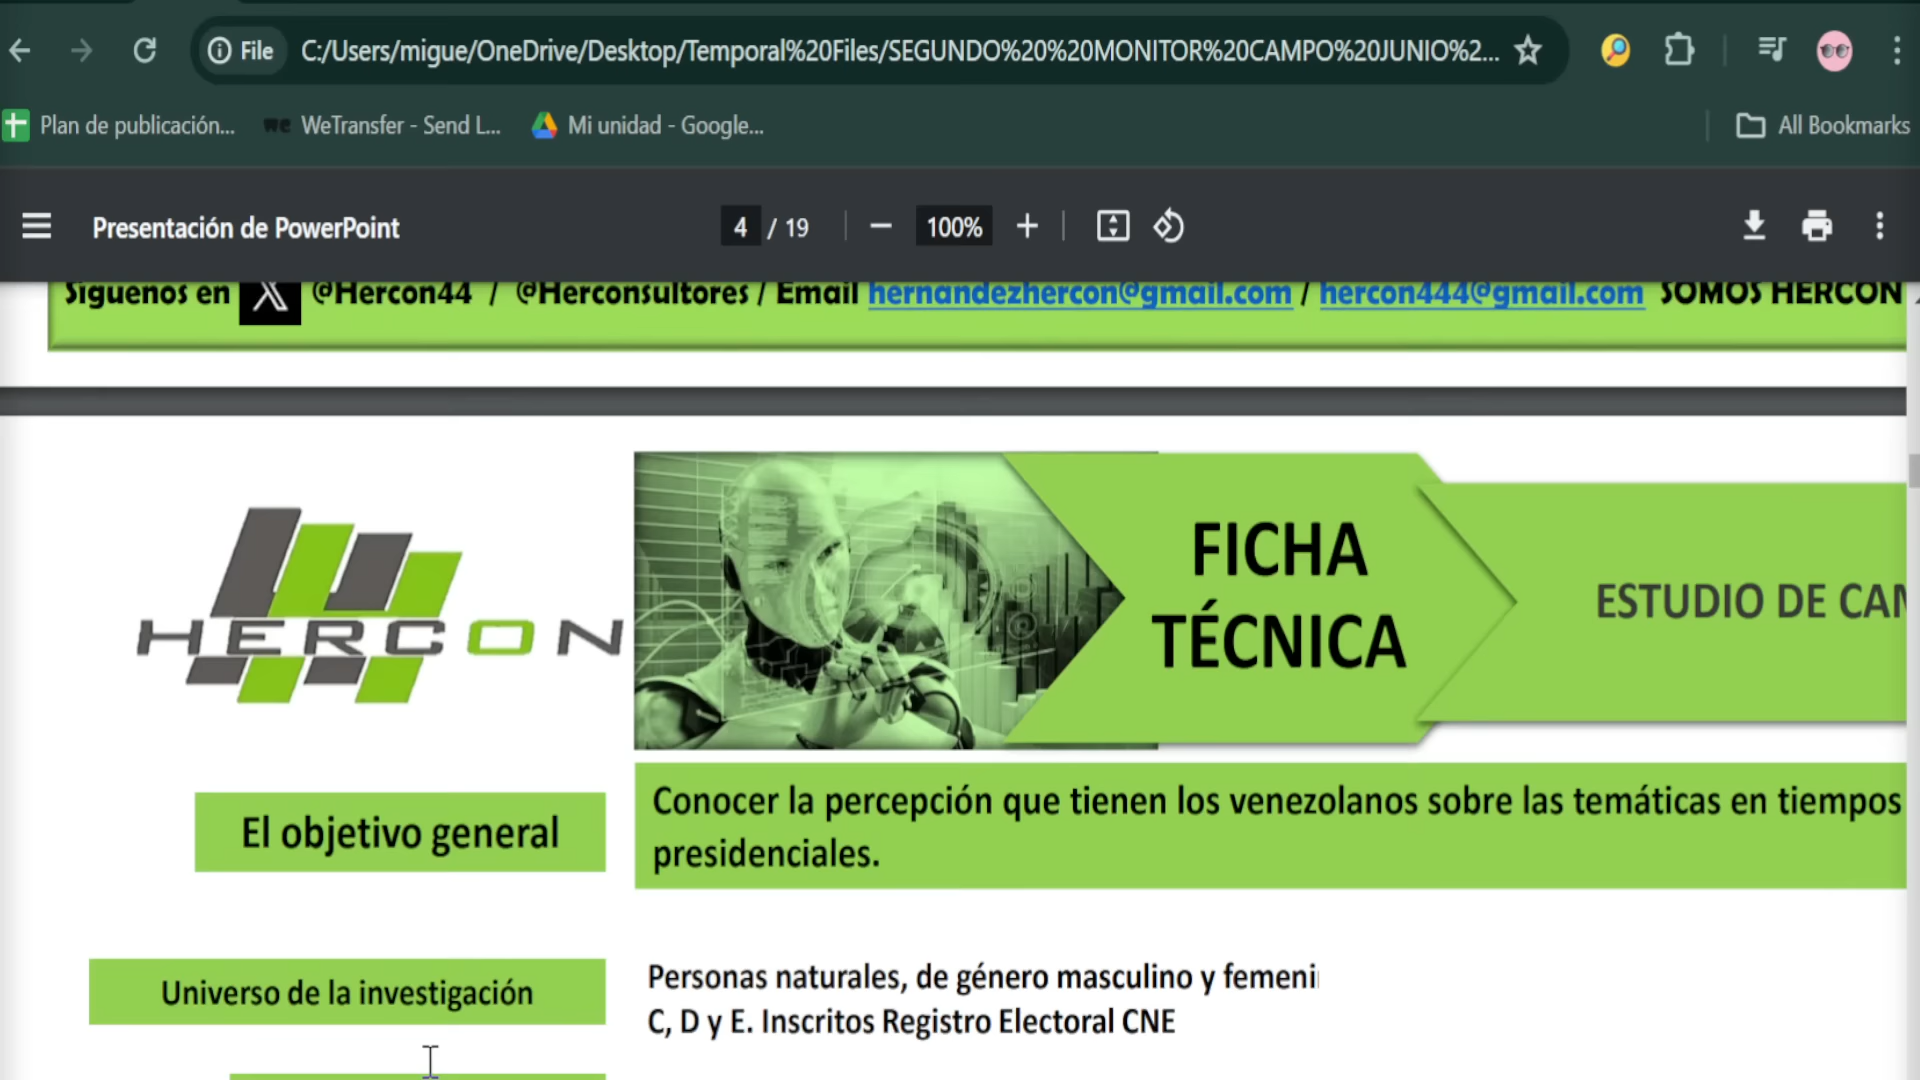 File C:/Users/migue/OneDrive/Desktop/Temporal%20Files/SEGUNDO%20%20MONITOR%20CAMPO%20JUNIO%2...
Plan de publicación... we WeTransfer - Send L... Mi unidad - Google... All Bookmarks
Presentación de PowerPoint 4 / 19 100%
Síguenos en X @Hercon44 / @Herconsultores / Email hernandezhercon@gmail.com / hercon444@gmail.com SOMOS HERCON
HERCON
FICHA
TÉCNICA
ESTUDIO DE CAM
El objetivo general
Conocer la percepción que tienen los venezolanos sobre las temáticas en tiempos
presidenciales.
Universo de la investigación
Personas naturales, de género masculino y femeni
C, D y E. Inscritos Registro Electoral CNE